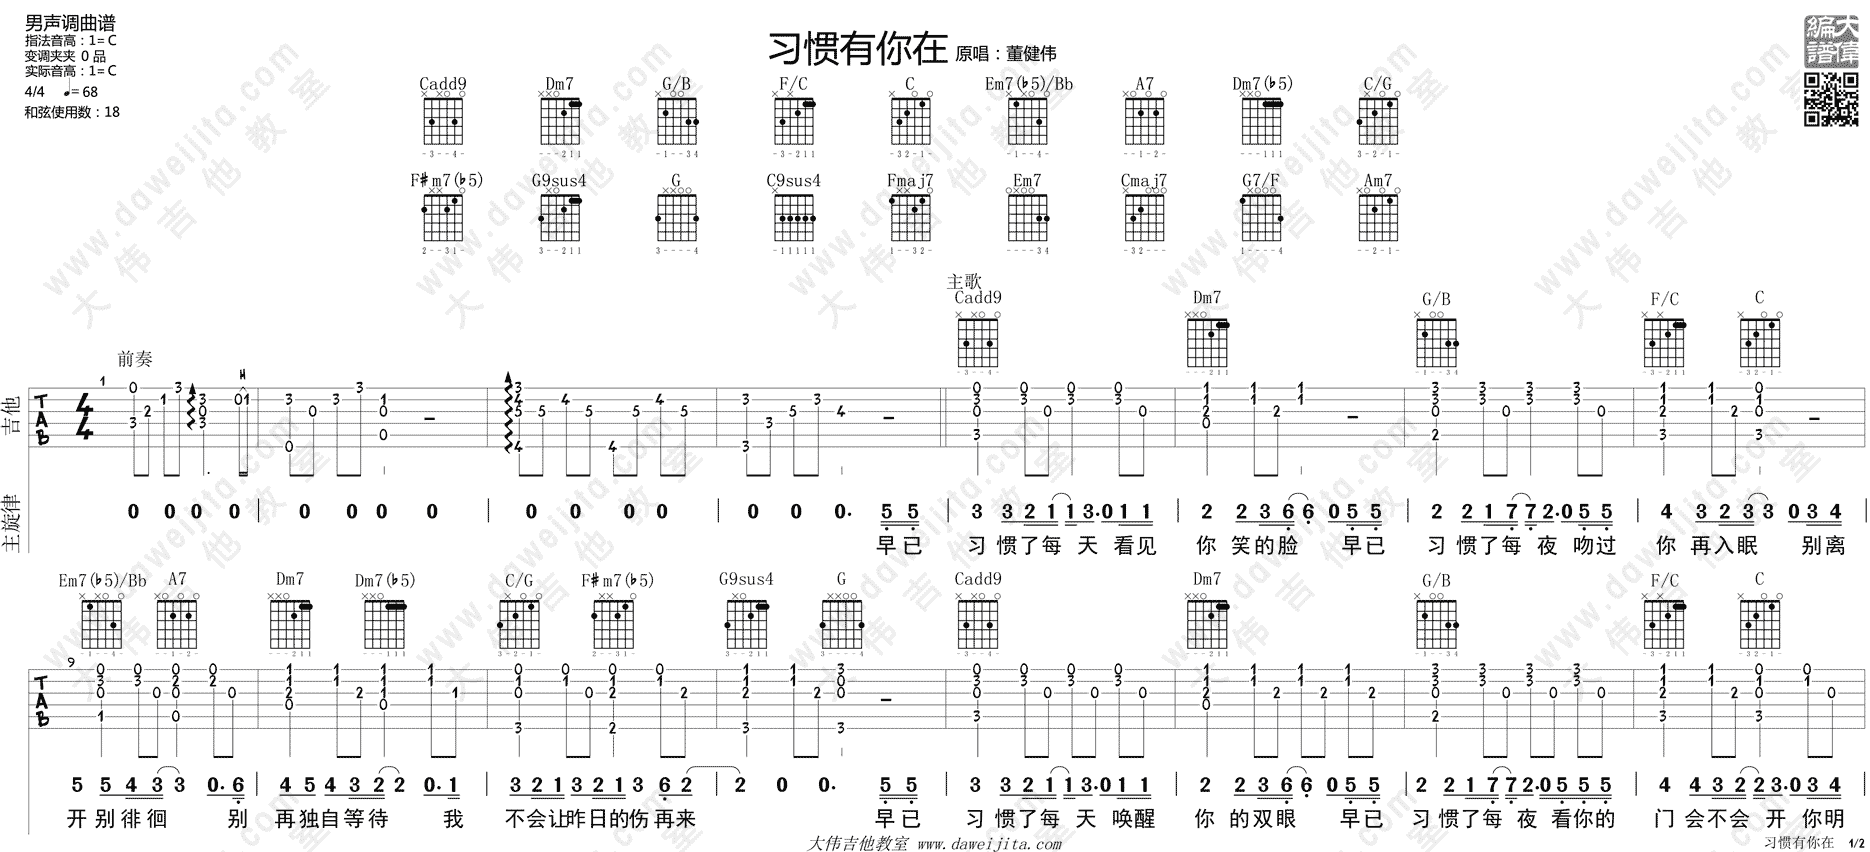 男声调曲谱
指法音高：1=C
变调夹夹 0 品
实际音高：1=C
4/4 ♩=68
和弦使用数：18
习惯有你在 原唱：董健伟
大偉編譜
Cadd9 Dm7 G/B F/C C Em7(♭5)/Bb A7 Dm7(♭5) C/G
F♯m7(♭5) G9sus4 G C9sus4 Fmaj7 Em7 Cmaj7 G7/F Am7
前奏
主歌
Cadd9 Dm7 G/B F/C C
吉他
TAB
主旋律
0 0 0 0 | 0 0 0 0 | 0 0 0 0 | 0 0 0. 5 5 | 3 3 2 1 1 3. 0 1 1 | 2 2 3 6 6 0 5 5 | 2 2 1 7 7 2. 0 5 5 | 4 3 2 3 3 0 3 4
早已 习惯了每天看见 你笑的脸 早已 习惯了每夜吻过 你再入眠 别离
Em7(♭5)/Bb A7 Dm7 Dm7(♭5) C/G F♯m7(♭5) G9sus4 G Cadd9 Dm7 G/B F/C C
9
TAB
5 5 4 3 3 0. 6 | 4 5 4 3 2 2 0. 1 | 3 2 1 3 2 1 3 6 2 | 2 0 0. 5 5 | 3 3 2 1 1 3. 0 1 1 | 2 2 3 6 6 0 5 5 | 2 2 1 7 7 2. 0 5 5 5 | 4 4 3 2 2 3. 0 3 4
开别徘徊 别 再独自等待 我 不会让昨日的伤再来 早已 习惯了每天唤醒 你的双眼 早已 习惯了每夜看你的 门会不会开 你明
大伟吉他教室 www.daweijita.com
习惯有你在 1/2